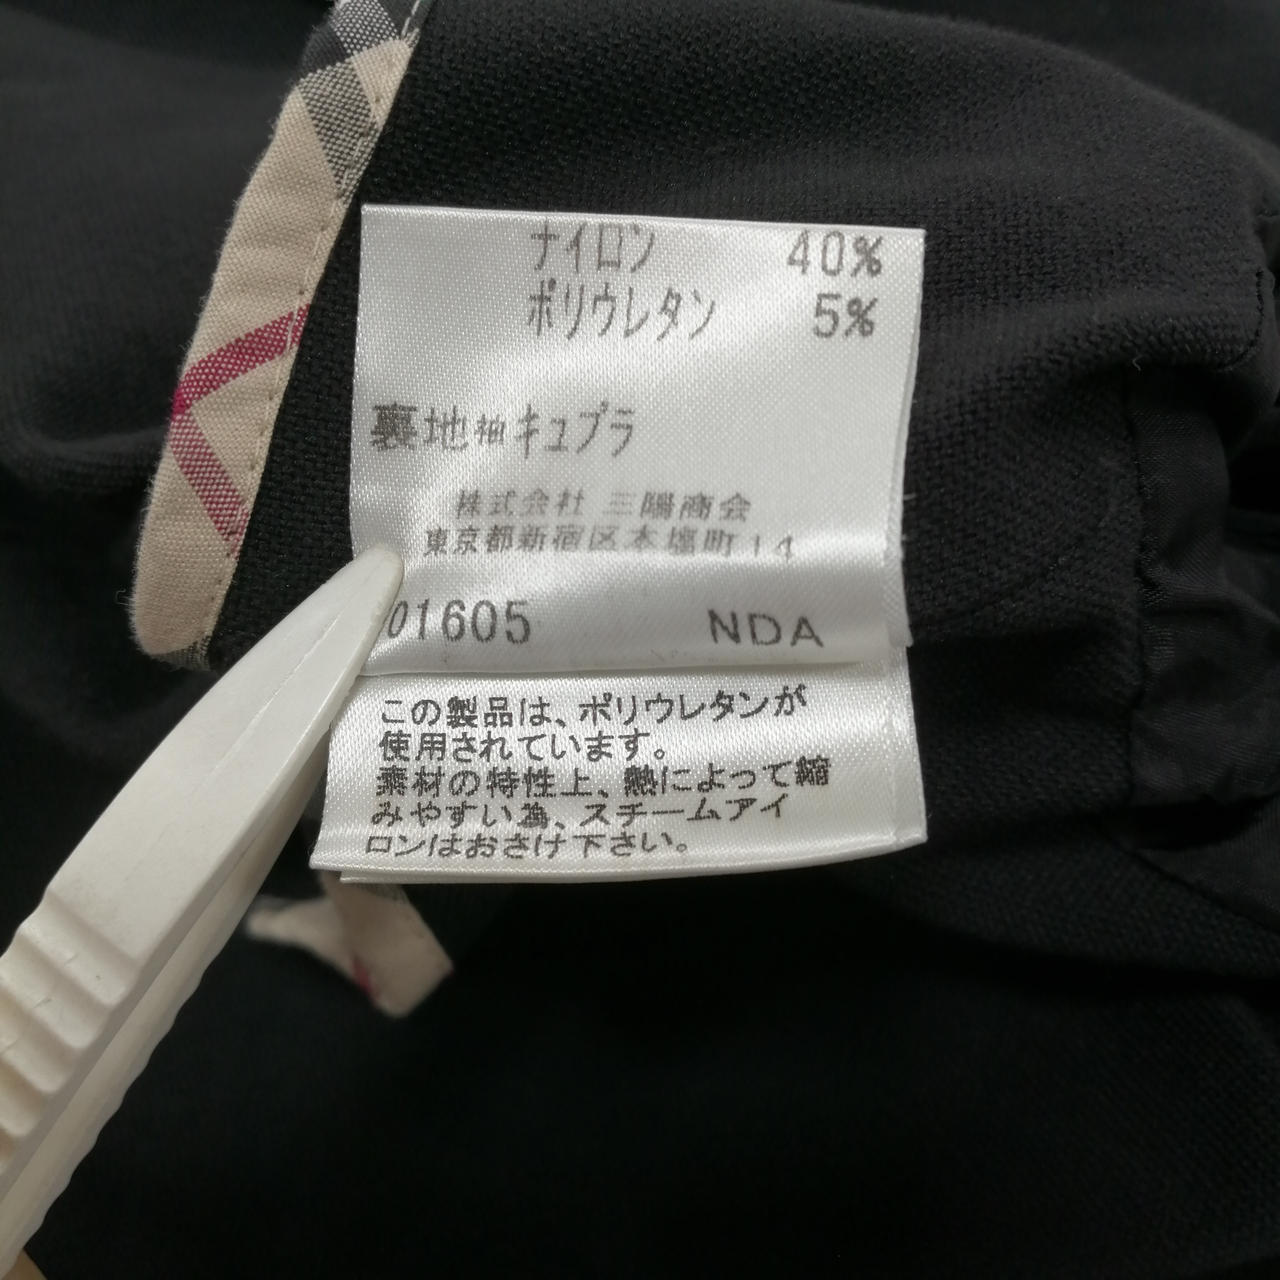 ナイロン 40%
ポリウレタン 5%
裏地 袖 キュプラ
株式会社 三陽商会
東京都新宿区本塩町14
01605 NDA
この製品は、ポリウレタンが
使用されています。
素材の特性上、熱によって縮
みやすい為、スチームアイ
ロンはおさけ下さい。